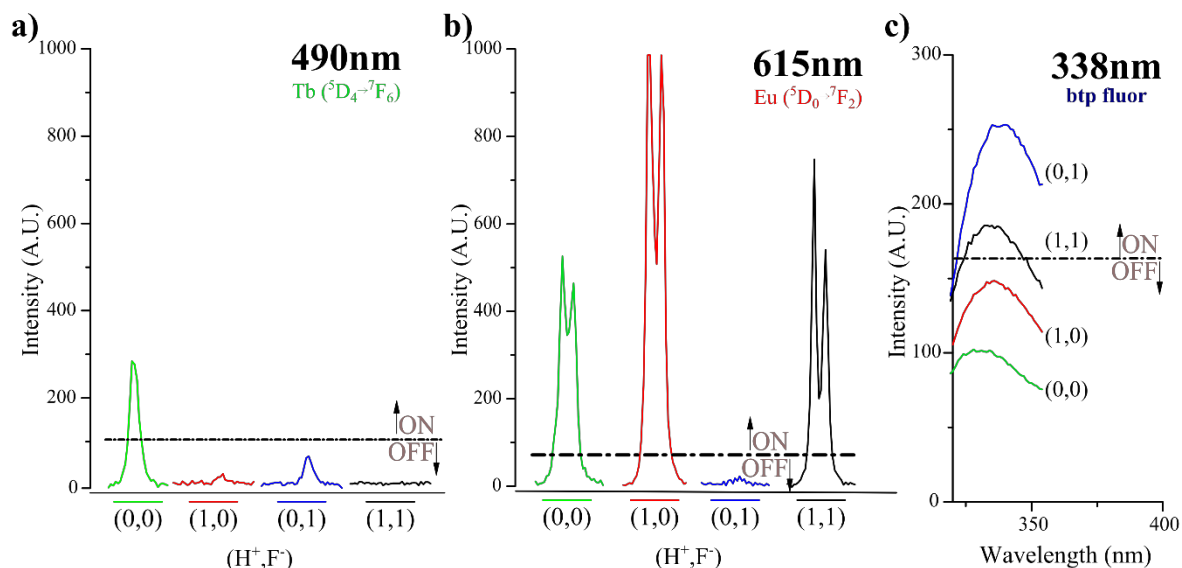 a)
490nm
Tb (⁵D₄→⁷F₆)
Intensity (A.U.)
1000
800
600
400
200
0
ON
OFF
(0,0) (1,0) (0,1) (1,1)
(H⁺,F⁻)
b)
615nm
Eu (⁵D₀→⁷F₂)
Intensity (A.U.)
1000
800
600
400
200
0
ON
OFF
(0,0) (1,0) (0,1) (1,1)
(H⁺,F⁻)
c)
338nm
btp fluor
Intensity (A.U.)
300
200
100
0
(0,1)
(1,1)
ON
OFF
(1,0)
(0,0)
350 400
Wavelength (nm)